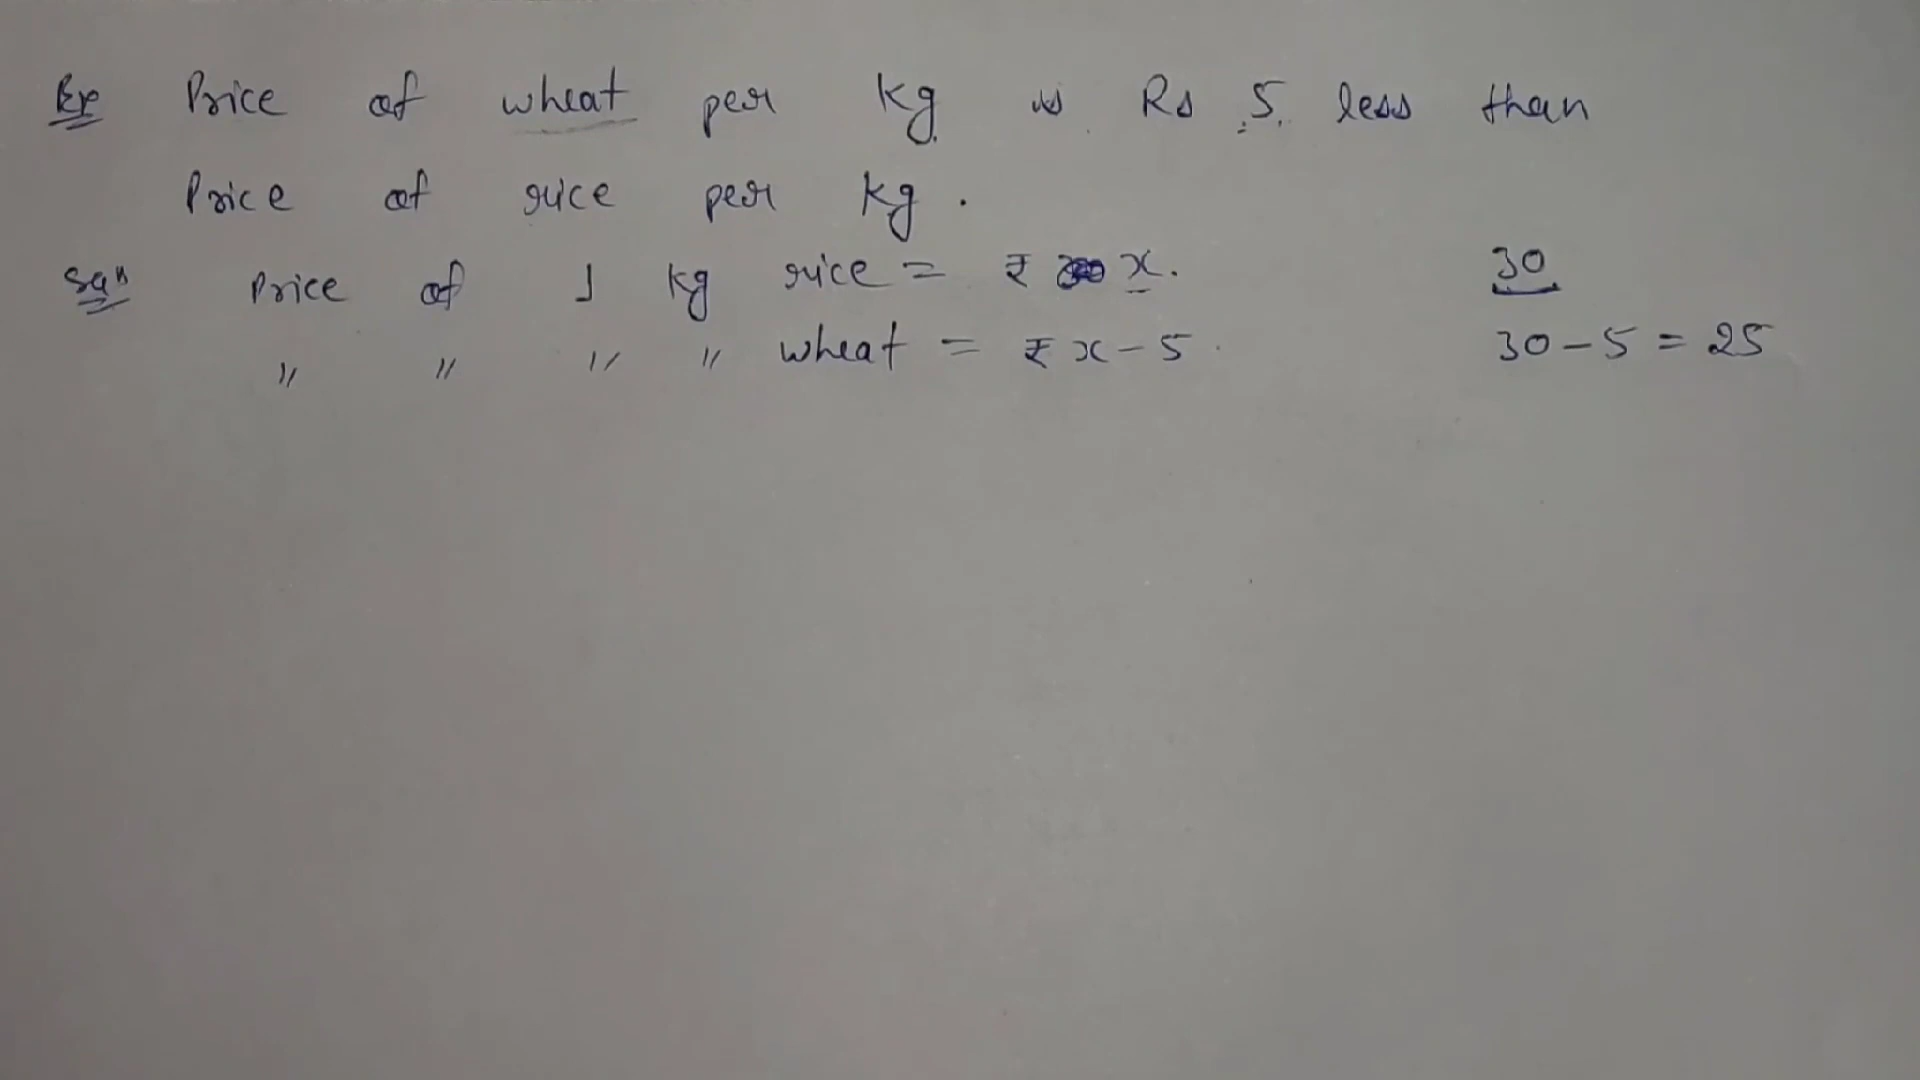 Ex Price of wheat per kg is Rs 5 less than
Price of rice per kg.
Solⁿ Price of 1 kg rice = ₹ x.
" " " " wheat = ₹ x - 5
30
30 - 5 = 25